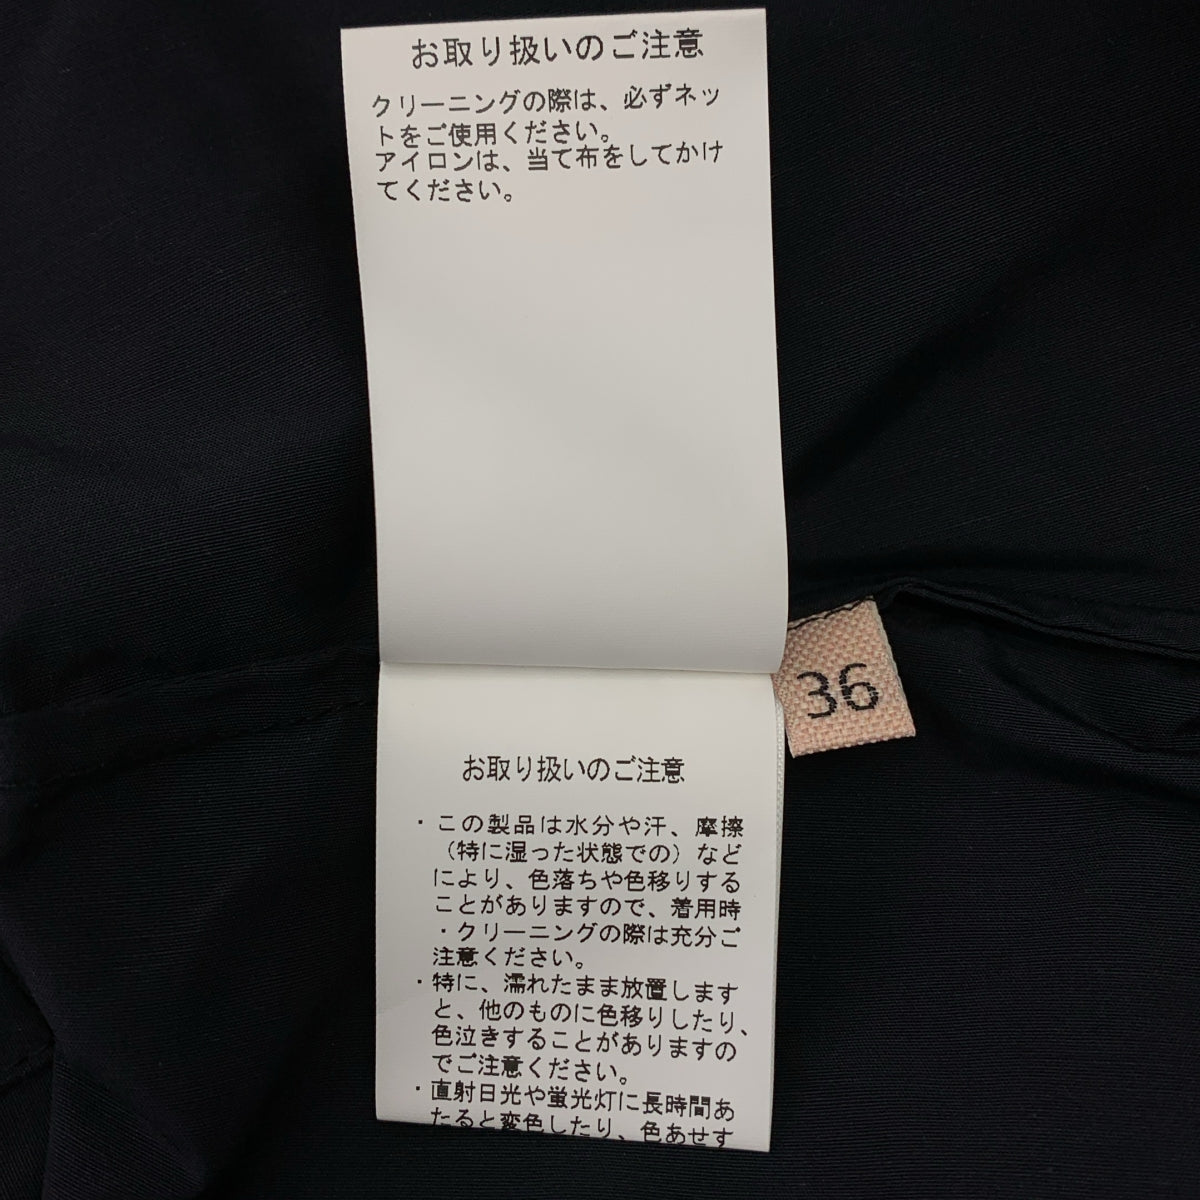 お取り扱いのご注意
クリーニングの際は、必ずネッ
トをご使用ください。
アイロンは、当て布をしてかけ
てください。
36
お取り扱いのご注意
・この製品は水分や汗、摩擦
（特に湿った状態での）など
により、色落ちや色移りする
ことがありますので、着用時
・クリーニングの際は充分ご
注意ください。
・特に、濡れたまま放置します
と、他のものに色移りしたり、
色泣きすることがありますの
でご注意ください。
・直射日光や蛍光灯に長時間あ
たると変色したり、色あせす